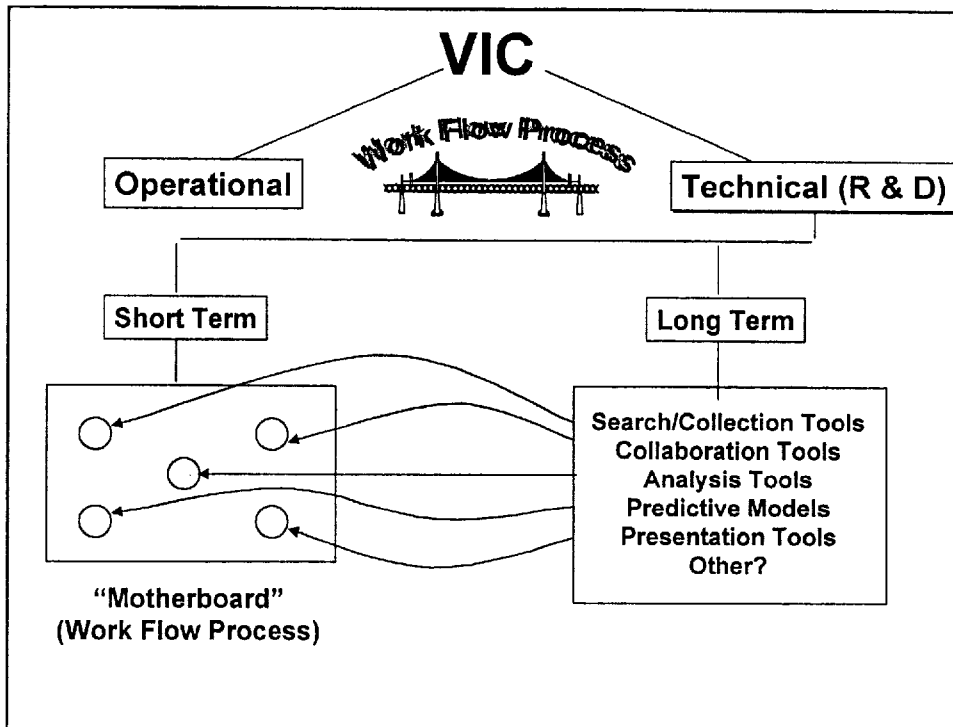 VIC
Work Flow Process
Operational
Technical (R & D)
Short Term
Long Term
Search/Collection Tools
Collaboration Tools
Analysis Tools
Predictive Models
Presentation Tools
Other?
“Motherboard”
(Work Flow Process)